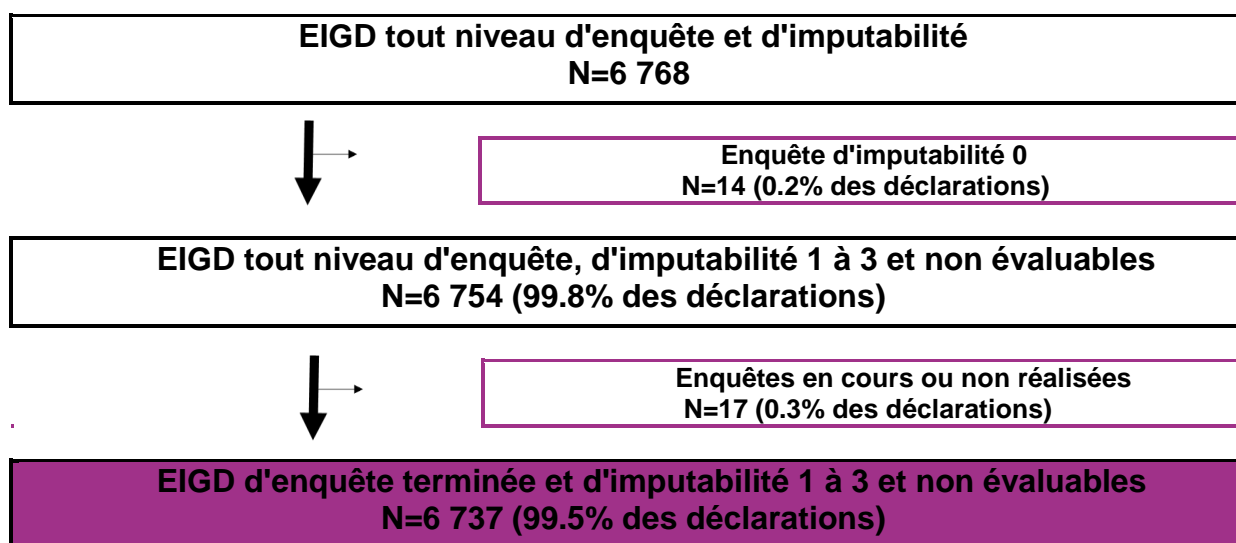 EIGD tout niveau d'enquête et d'imputabilité
N=6 768
Enquête d'imputabilité 0
N=14 (0.2% des déclarations)
EIGD tout niveau d'enquête, d'imputabilité 1 à 3 et non évaluables
N=6 754 (99.8% des déclarations)
Enquêtes en cours ou non réalisées
N=17 (0.3% des déclarations)
EIGD d'enquête terminée et d'imputabilité 1 à 3 et non évaluables
N=6 737 (99.5% des déclarations)